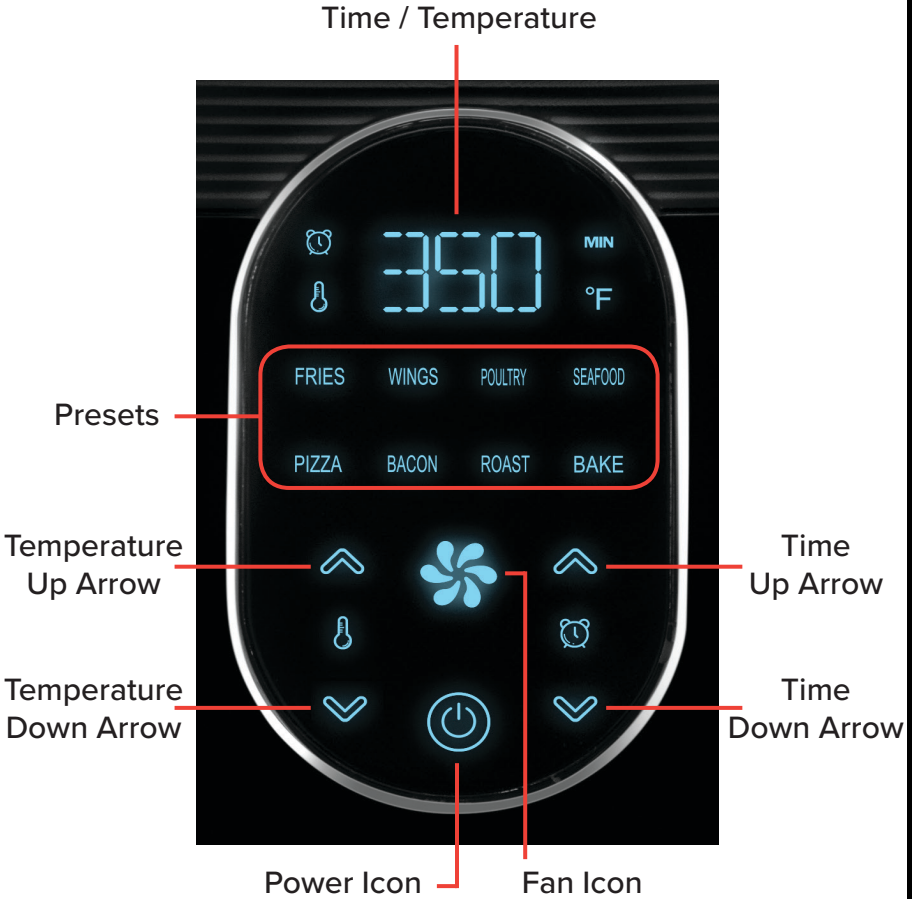 Time / Temperature
350
MIN
°F
FRIES WINGS POULTRY SEAFOOD
Presets
PIZZA BACON ROAST BAKE
Temperature
Up Arrow
Time
Up Arrow
Temperature
Down Arrow
Time
Down Arrow
Power Icon
Fan Icon